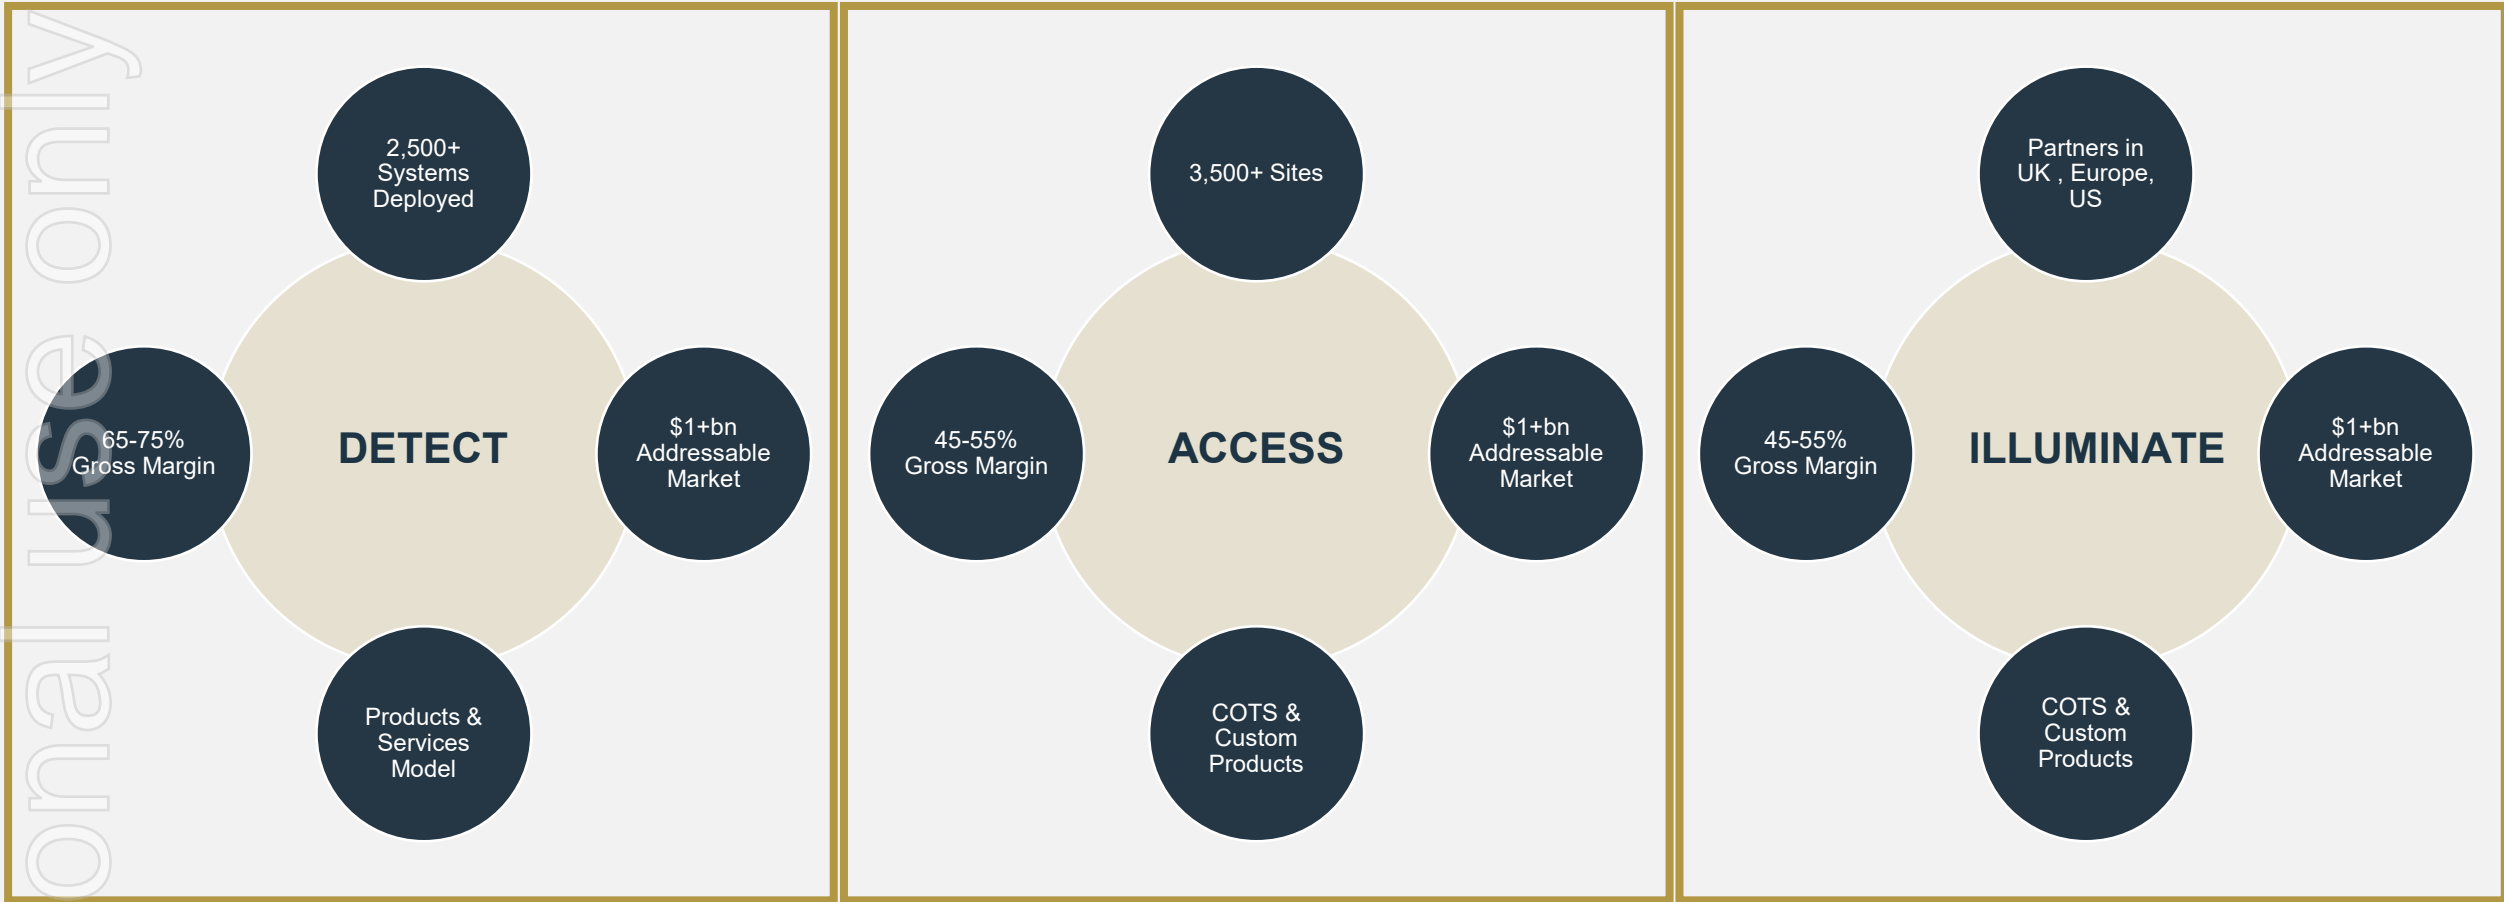 onal use only
2,500+
Systems
Deployed
65-75%
Gross Margin
DETECT
$1+bn
Addressable
Market
Products &
Services
Model
3,500+ Sites
45-55%
Gross Margin
ACCESS
$1+bn
Addressable
Market
COTS &
Custom
Products
Partners in
UK , Europe,
US
45-55%
Gross Margin
ILLUMINATE
$1+bn
Addressable
Market
COTS &
Custom
Products